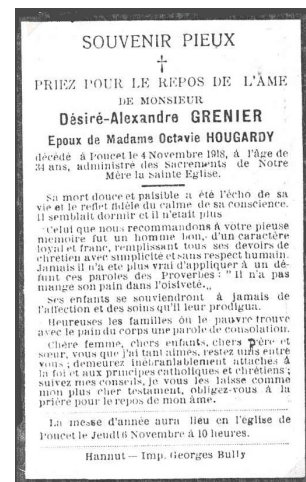 SOUVENIR PIEUX
†
PRIEZ POUR LE REPOS DE L'ÂME
DE MONSIEUR
Désiré-Alexandre GRENIER
Epoux de Madame Octavie HOUGARDY
décédé à Poucet le 4 Novembre 1918, à l'âge de
34 ans, administré des Sacrements de Notre
Mère la Sainte Eglise.
Sa mort douce et paisible a été l'écho de sa
vie et le reflet fidèle du calme de sa conscience.
Il semblait dormir et il n'était plus
Celui que nous recommandons à votre pieuse
mémoire fut un homme bon, d'un caractère
loyal et franc, remplissant tous ses devoirs de
chrétien avec simplicité et sans respect humain.
Jamais il n'a été plus vrai d'appliquer à un dé-
funt ces paroles des Proverbes : "Il n'a pas
mangé son pain dans l'oisiveté.,,
Ses enfants se souviendront à jamais de
l'affection et des soins qu'il leur prodigua.
Heureuses les familles où le pauvre trouve
avec le pain du corps une parole de consolation.
Chère femme, chers enfants, chers Père et
sœur, vous que j'ai tant aimés, restez unis entre
vous ; demeurez inébranlablement attachés à
la foi et aux principes catholiques et chrétiens ;
suivez mes conseils, je vous les laisse comme
mon plus cher testament, obligez-vous à la
prière pour le repos de mon âme.
La messe d'année aura lieu en l'église de
Poucet le Jeudi 6 Novembre à 10 heures.
Hannut — Imp. Georges Bully